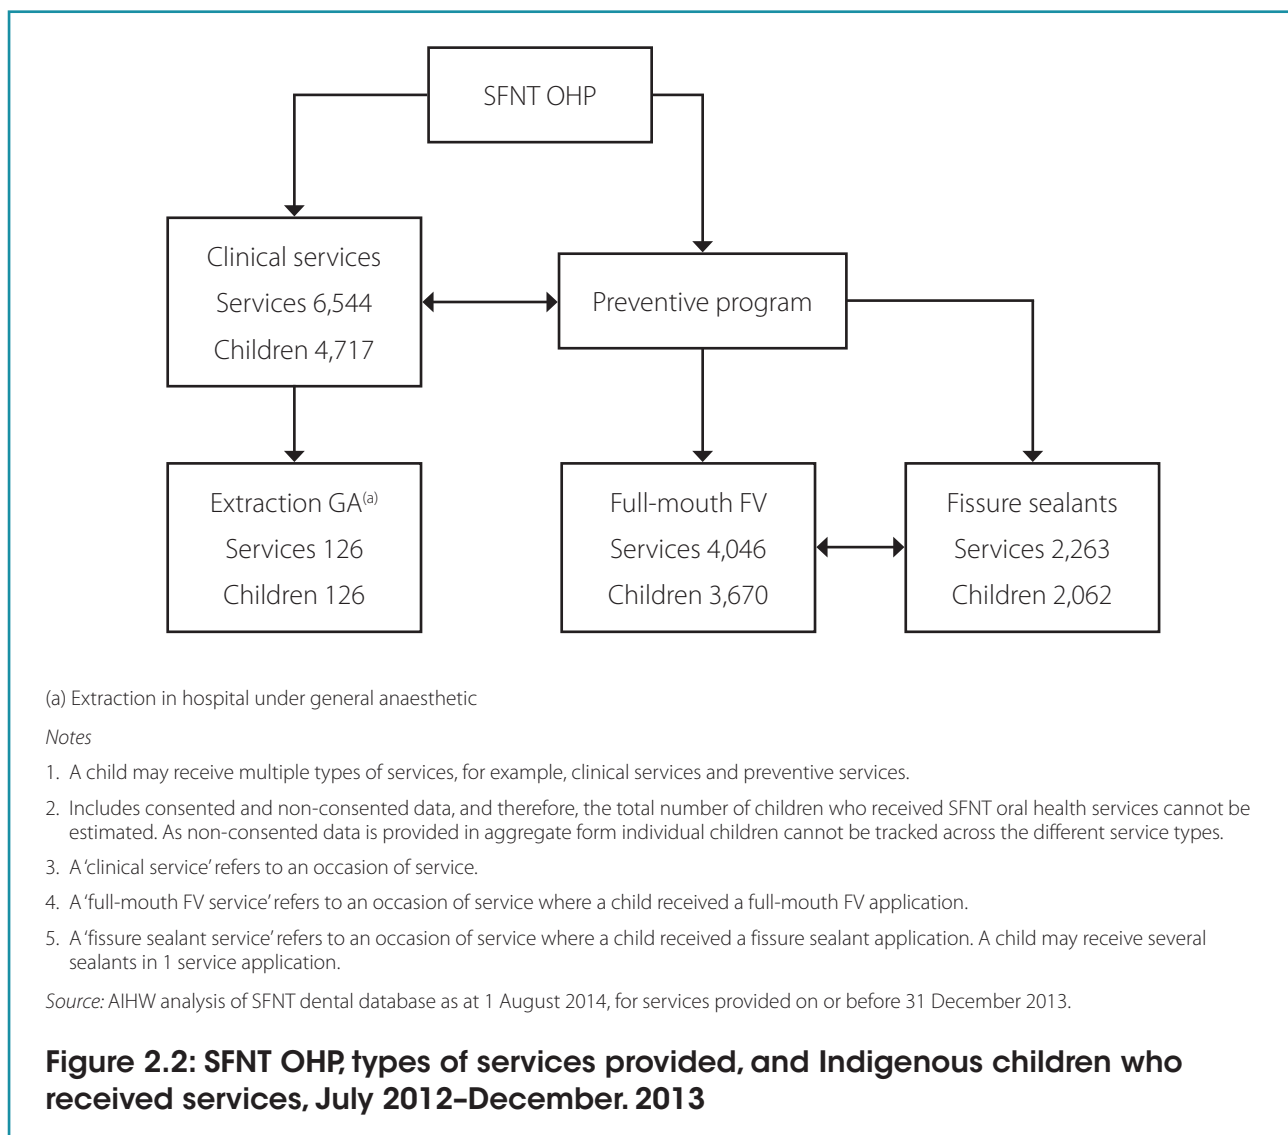 SFNT OHP
Clinical services
Services 6,544
Children 4,717
Preventive program
Extraction GA(a)
Services 126
Children 126
Full-mouth FV
Services 4,046
Children 3,670
Fissure sealants
Services 2,263
Children 2,062
(a) Extraction in hospital under general anaesthetic
Notes
1. A child may receive multiple types of services, for example, clinical services and preventive services.
2. Includes consented and non-consented data, and therefore, the total number of children who received SFNT oral health services cannot be
estimated. As non-consented data is provided in aggregate form individual children cannot be tracked across the different service types.
3. A ‘clinical service’ refers to an occasion of service.
4. A ‘full-mouth FV service’ refers to an occasion of service where a child received a full-mouth FV application.
5. A ‘fissure sealant service’ refers to an occasion of service where a child received a fissure sealant application. A child may receive several
sealants in 1 service application.
Source: AIHW analysis of SFNT dental database as at 1 August 2014, for services provided on or before 31 December 2013.
Figure 2.2: SFNT OHP, types of services provided, and Indigenous children who
received services, July 2012–December. 2013